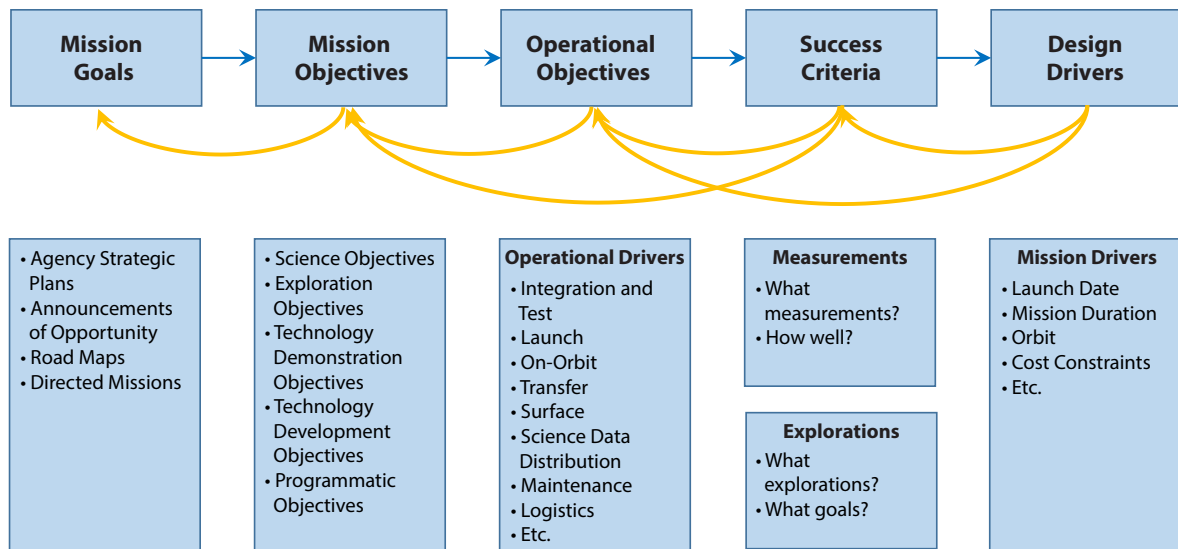 Mission
Goals
Mission
Objectives
Operational
Objectives
Success
Criteria
Design
Drivers
• Agency Strategic
Plans
• Announcements
of Opportunity
• Road Maps
• Directed Missions
• Science Objectives
• Exploration
Objectives
• Technology
Demonstration
Objectives
• Technology
Development
Objectives
• Programmatic
Objectives
Operational Drivers
• Integration and
Test
• Launch
• On-Orbit
• Transfer
• Surface
• Science Data
Distribution
• Maintenance
• Logistics
• Etc.
Measurements
• What
measurements?
• How well?
Explorations
• What
explorations?
• What goals?
Mission Drivers
• Launch Date
• Mission Duration
• Orbit
• Cost Constraints
• Etc.